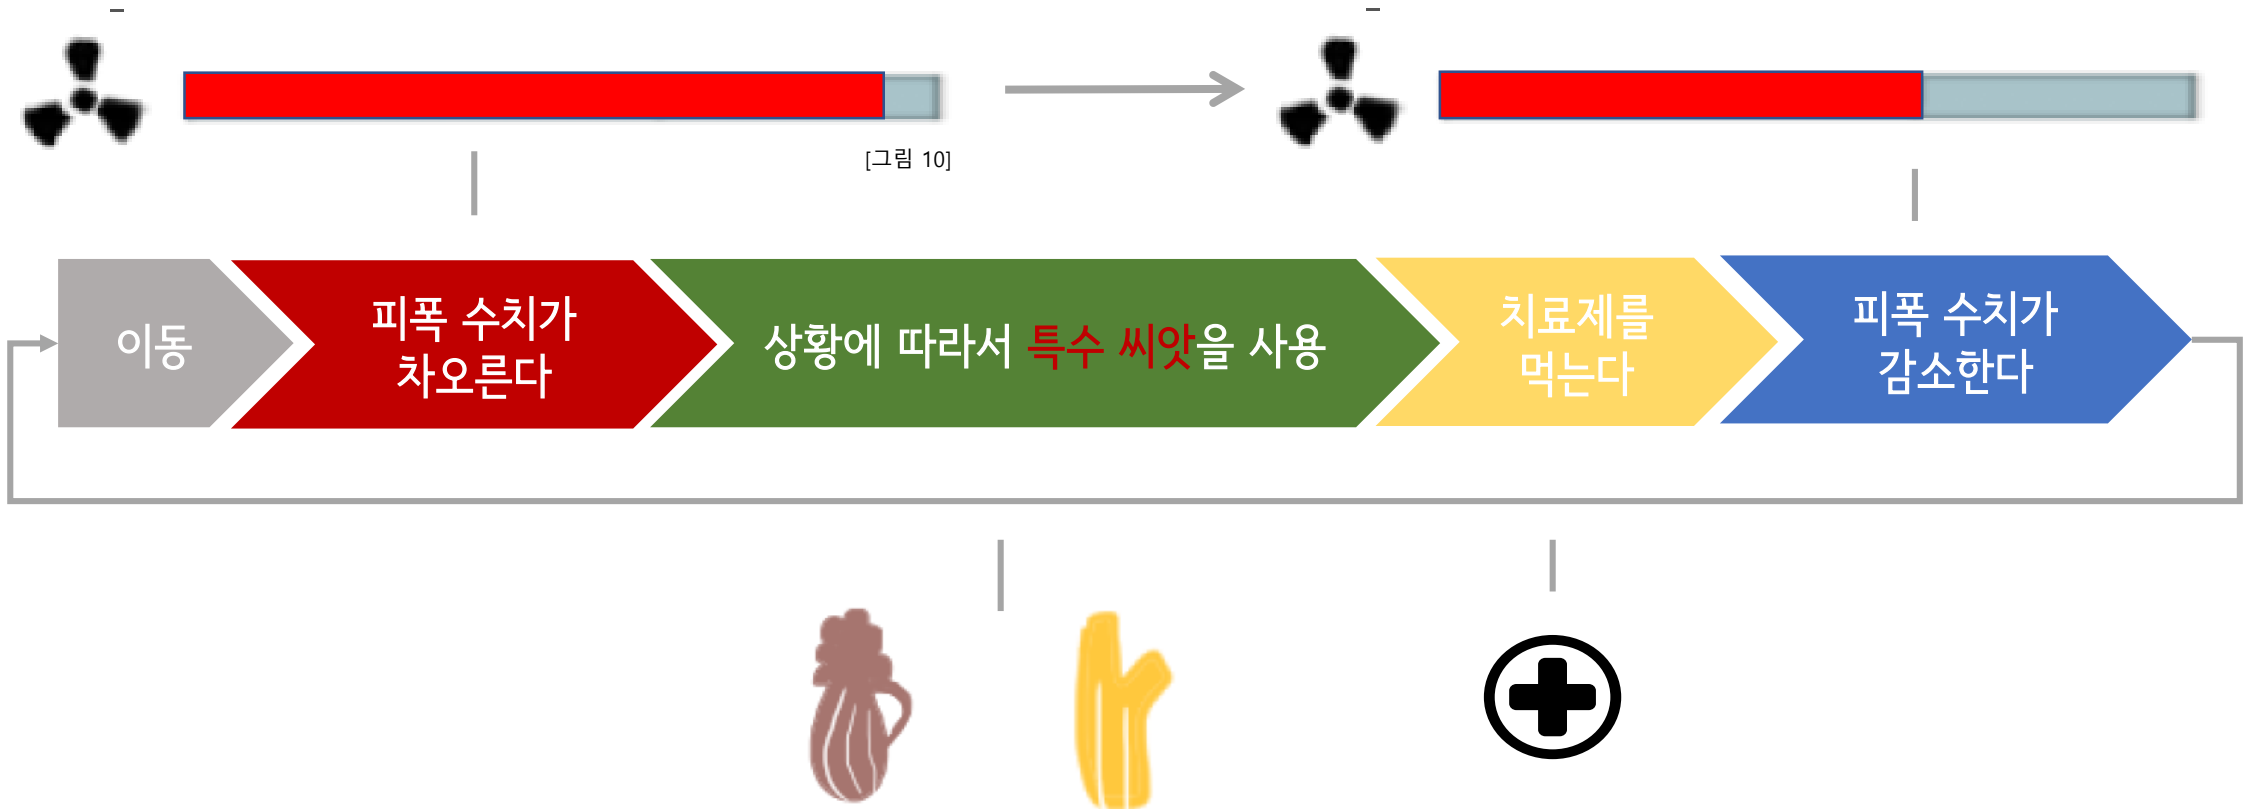 [그림 10]
이동
피폭 수치가
차오른다
상황에 따라서 특수 씨앗을 사용
치료제를
먹는다
피폭 수치가
감소한다